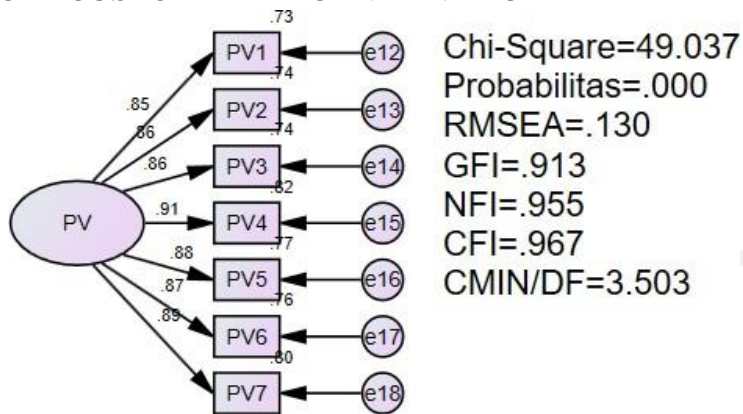 .73
PV1
e12
.74
.85
PV2
e13
.74
.86
PV3
e14
.82
.86
PV
.91
PV4
e15
.77
.88
PV5
e16
.76
.87
PV6
e17
.80
.89
PV7
e18
Chi-Square=49.037
Probabilitas=.000
RMSEA=.130
GFI=.913
NFI=.955
CFI=.967
CMIN/DF=3.503